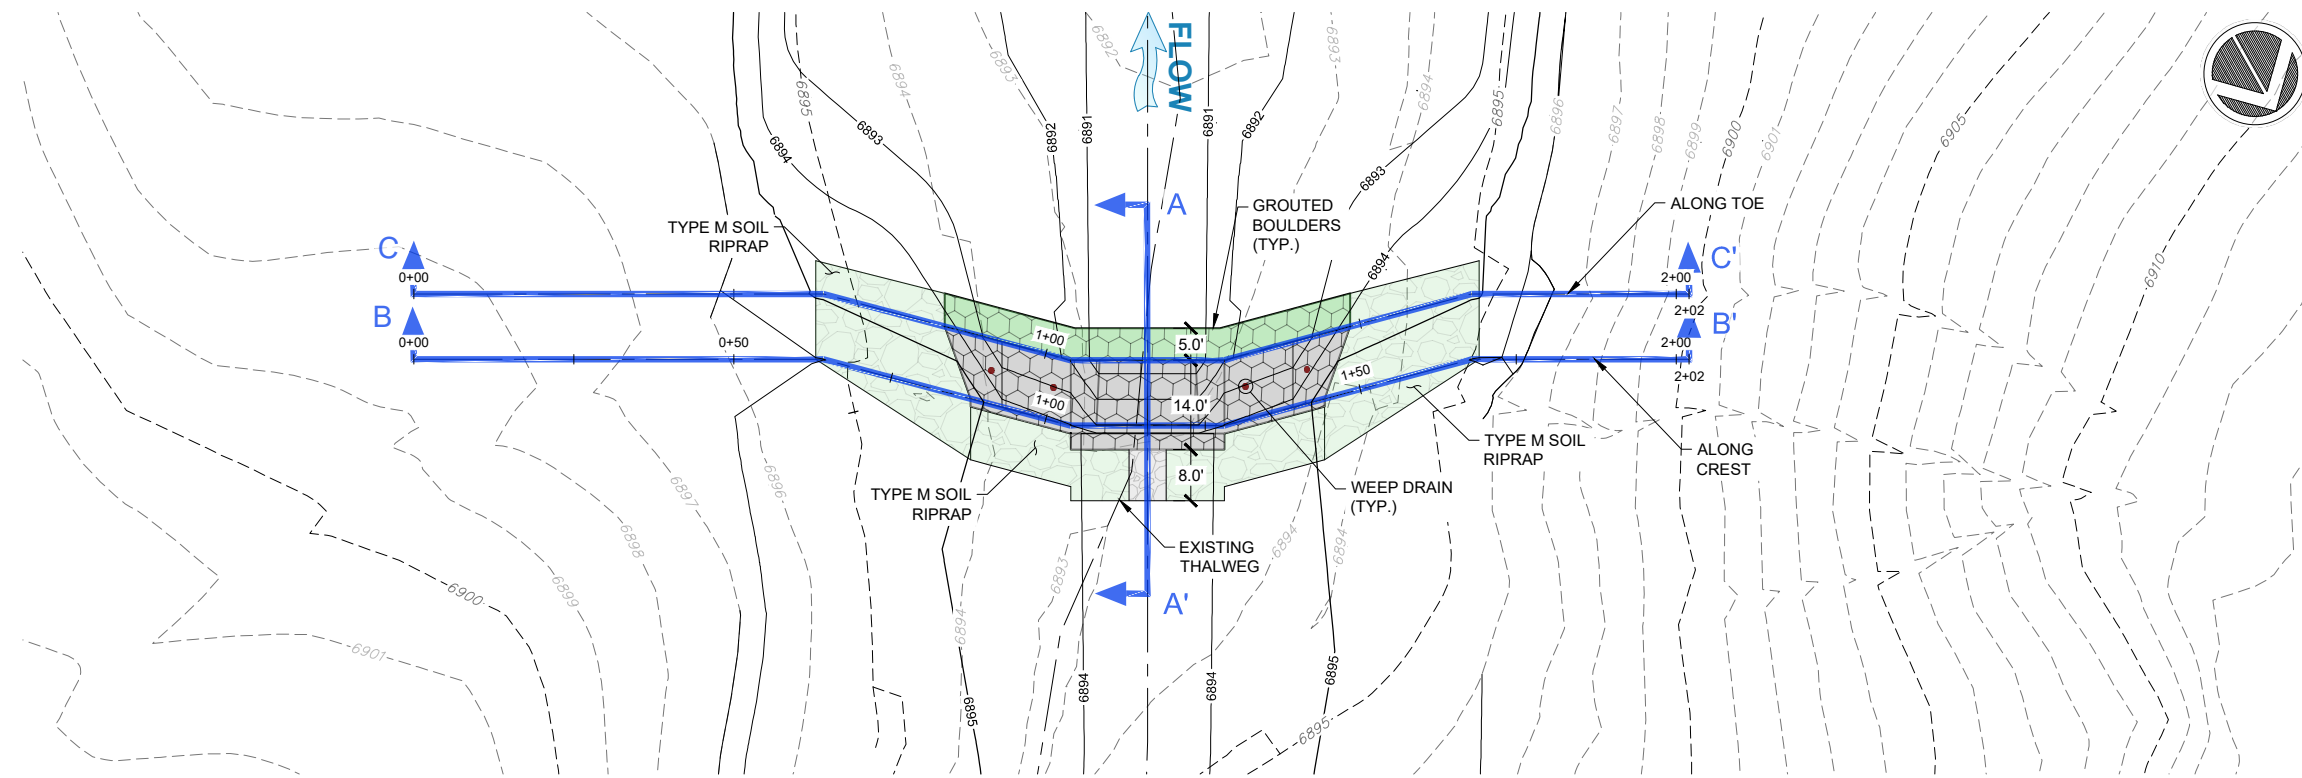 FLOW
6892
6893
6893
6894
6894
6895
6895
6896
6897
6898
6899
6900
6901
6905
6910
6893
6894
6892
6891
6891
6892
6893
6894
A
GROUTED
BOULDERS
(TYP.)
ALONG TOE
TYPE M SOIL
RIPRAP
C
0+00
C'
2+00
2+02
B
0+00
0+50
B'
2+00
2+02
1+00
5.0'
1+50
1+00
14.0'
8.0'
TYPE M SOIL
RIPRAP
ALONG
CREST
TYPE M SOIL
RIPRAP
WEEP DRAIN
(TYP.)
EXISTING
THALWEG
A'
6896
6897
6898
6899
6900
6901
6893
6894
6894
6894
6894
6894
6895
6895
6895